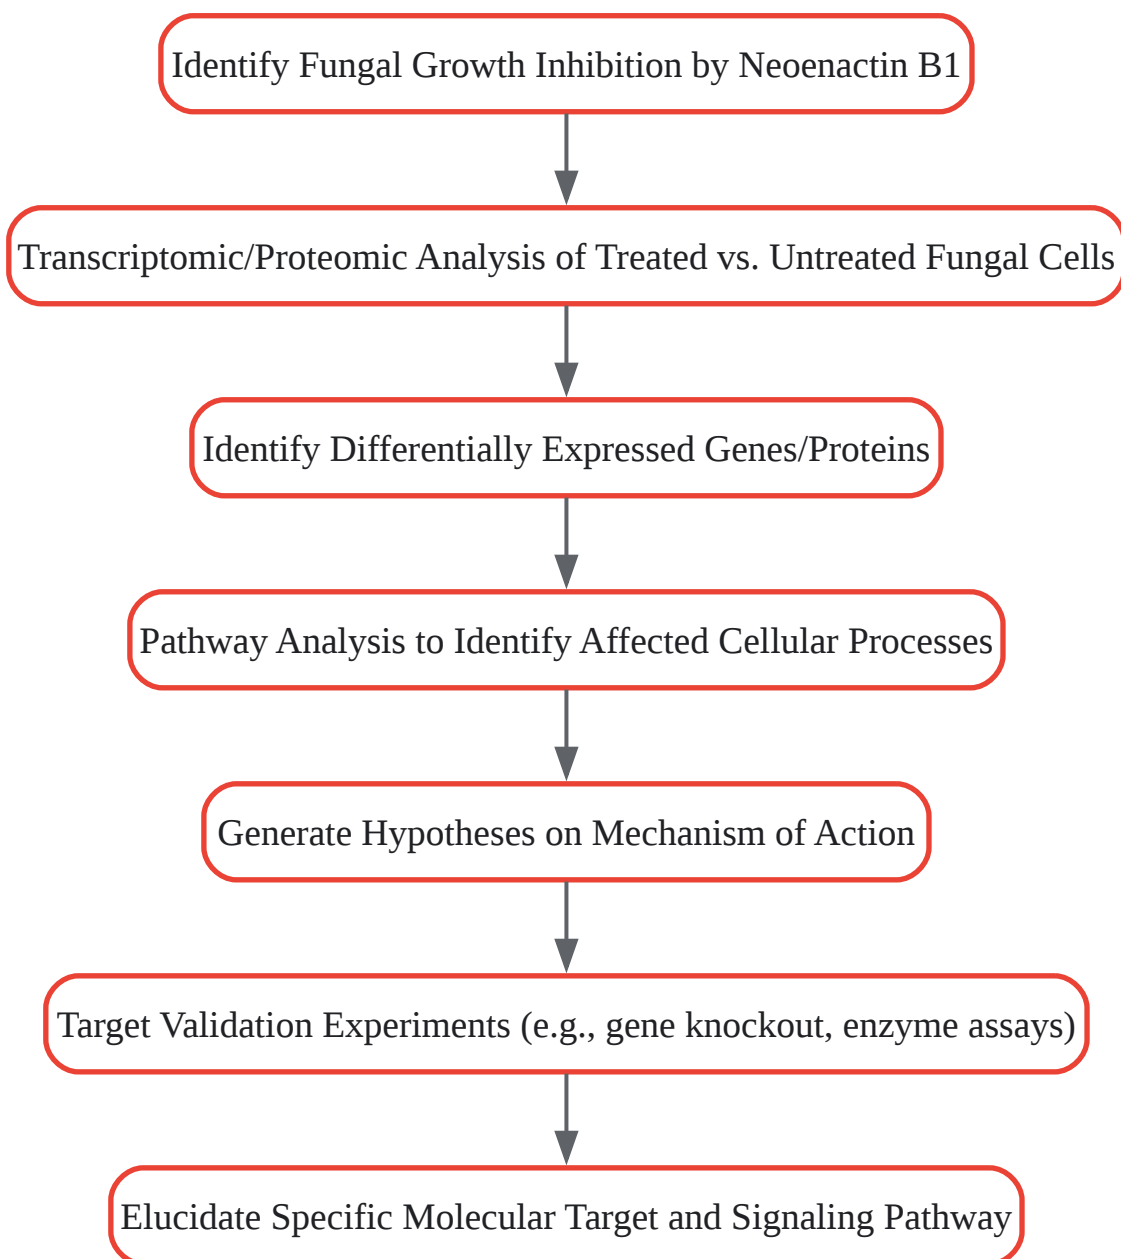 Identify Fungal Growth Inhibition by Neoenactin B1
Transcriptomic/Proteomic Analysis of Treated vs. Untreated Fungal Cells
Identify Differentially Expressed Genes/Proteins
Pathway Analysis to Identify Affected Cellular Processes
Generate Hypotheses on Mechanism of Action
Target Validation Experiments (e.g., gene knockout, enzyme assays)
Elucidate Specific Molecular Target and Signaling Pathway